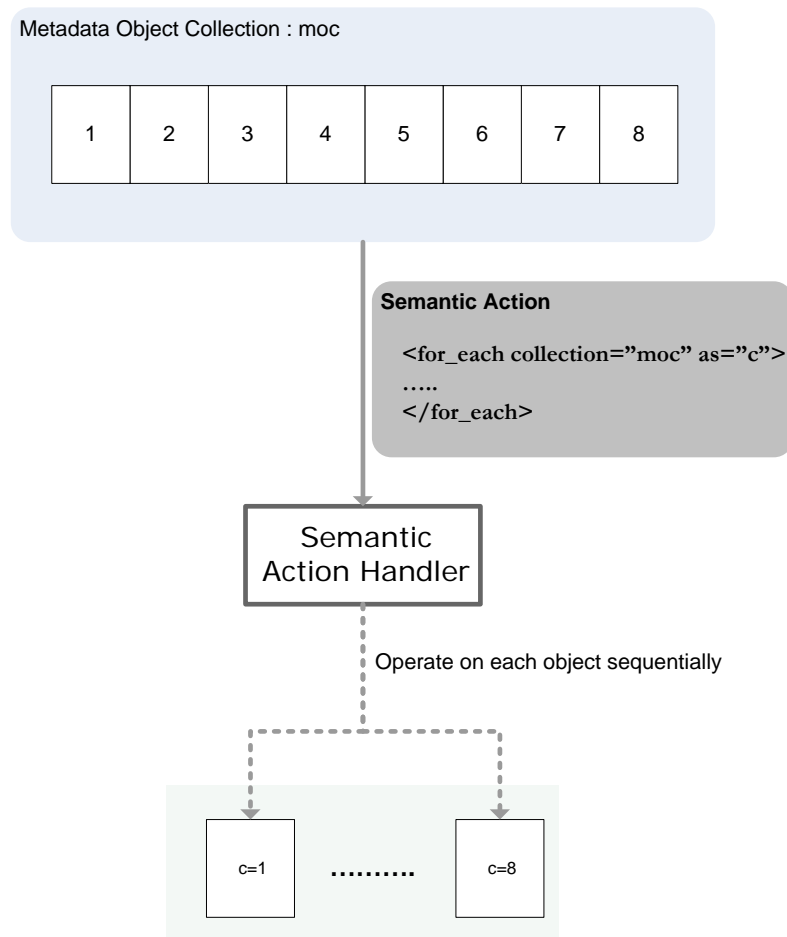 Metadata Object Collection : moc
1 2 3 4 5 6 7 8
Semantic Action
<for_each collection=”moc” as=”c”>
…..
</for_each>
Semantic
Action Handler
Operate on each object sequentially
c=1 ………. c=8